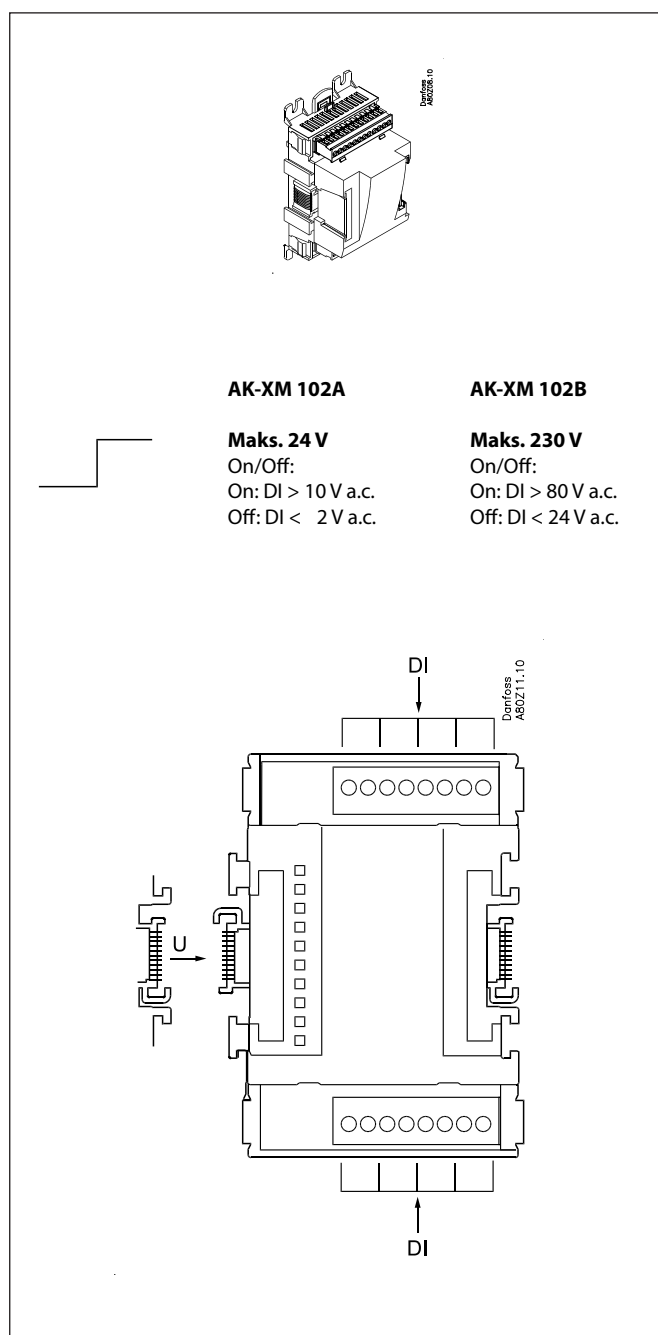 Danfoss
A80Z08.10
AK-XM 102A
Maks. 24 V
On/Off:
On: DI > 10 V a.c.
Off: DI < 2 V a.c.
AK-XM 102B
Maks. 230 V
On/Off:
On: DI > 80 V a.c.
Off: DI < 24 V a.c.
DI
Danfoss
A80Z11.10
U
DI